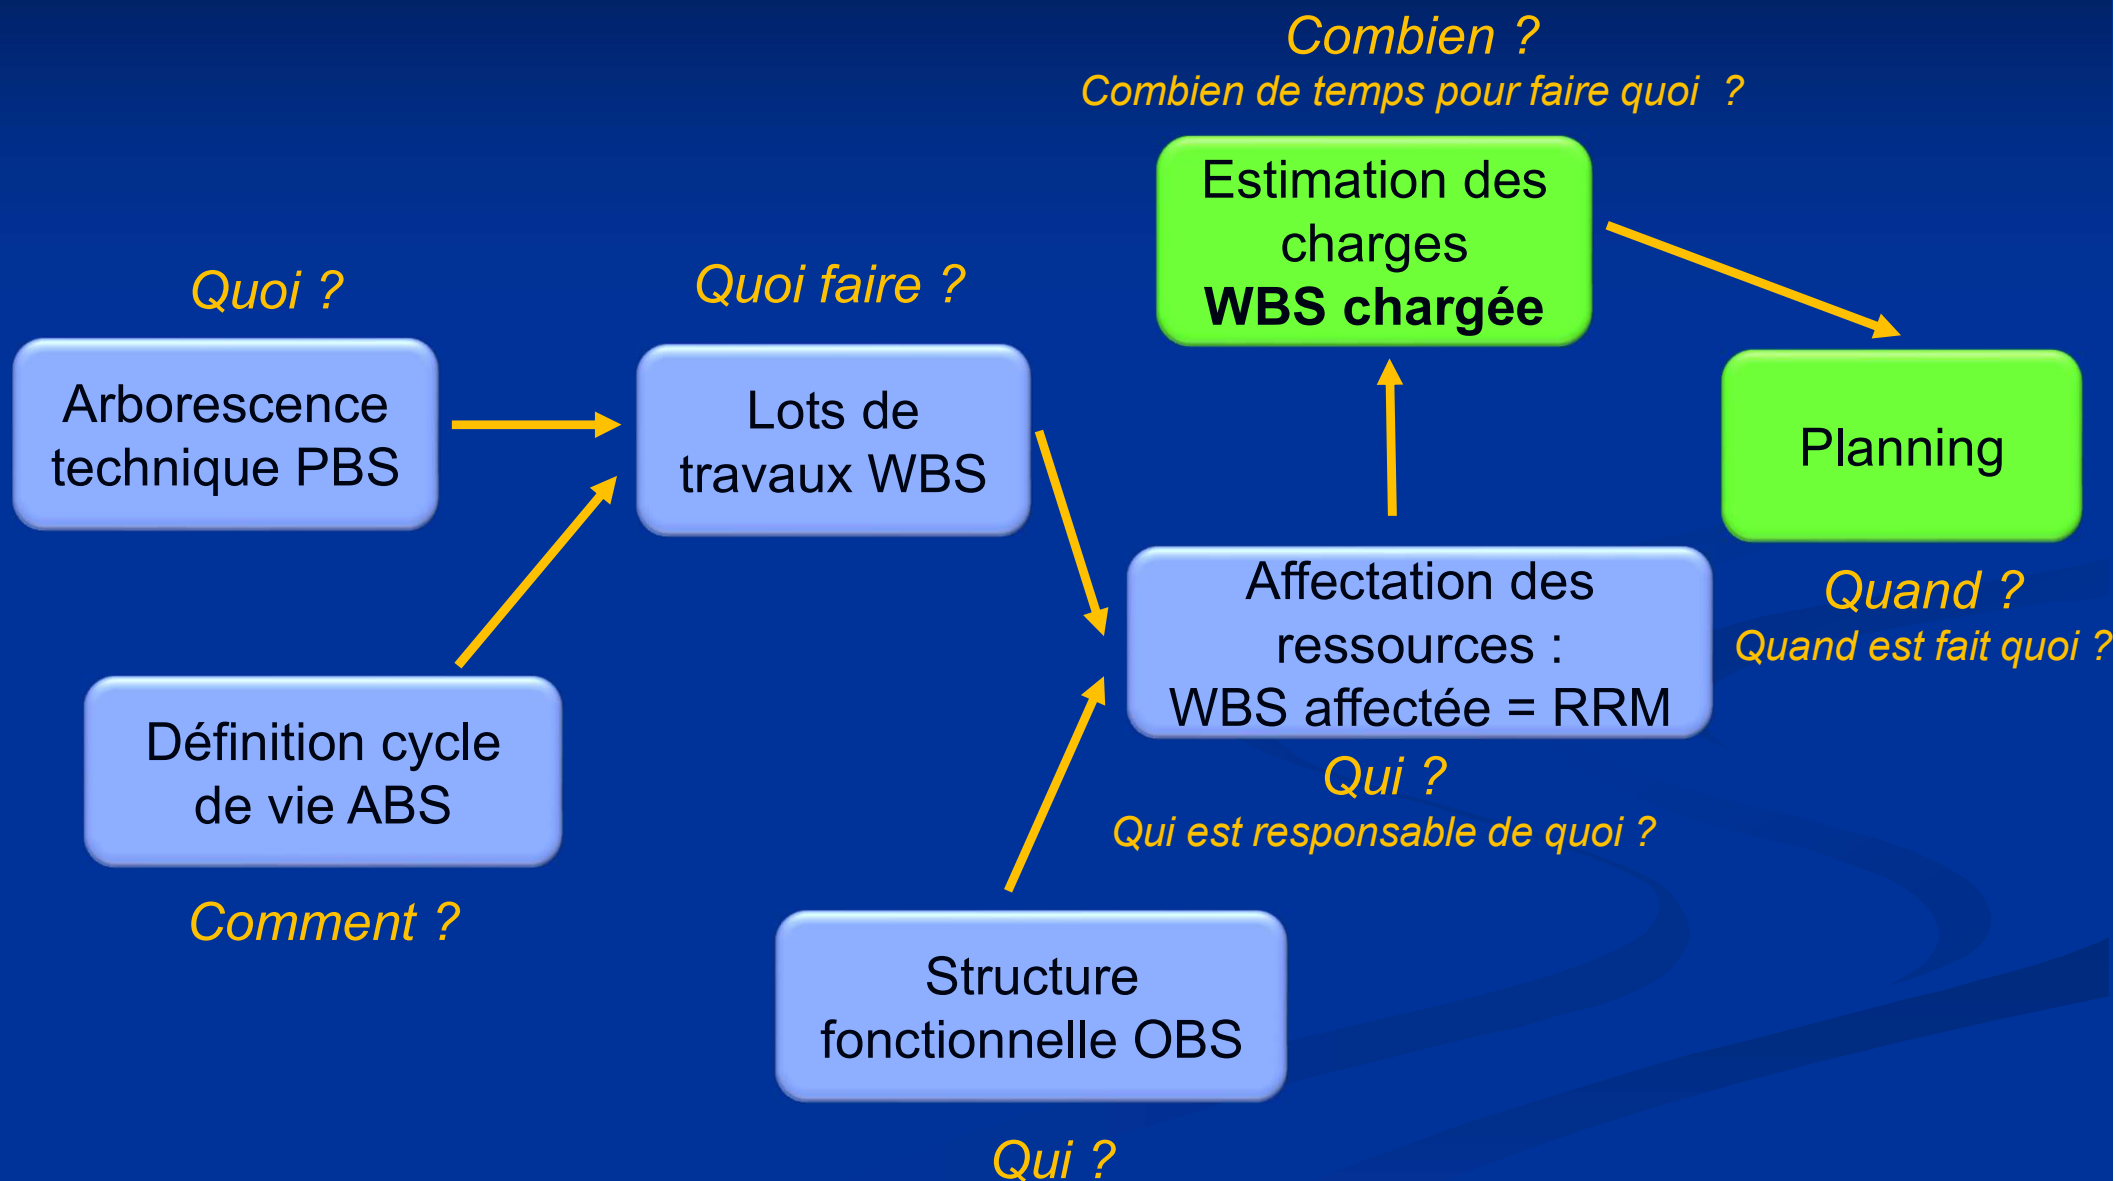 Combien ?
Combien de temps pour faire quoi ?
Estimation des
charges
WBS chargée
Quoi ?
Arborescence
technique PBS
Quoi faire ?
Lots de
travaux WBS
Planning
Quand ?
Quand est fait quoi ?
Affectation des
ressources :
WBS affectée = RRM
Qui ?
Qui est responsable de quoi ?
Définition cycle
de vie ABS
Comment ?
Structure
fonctionnelle OBS
Qui ?